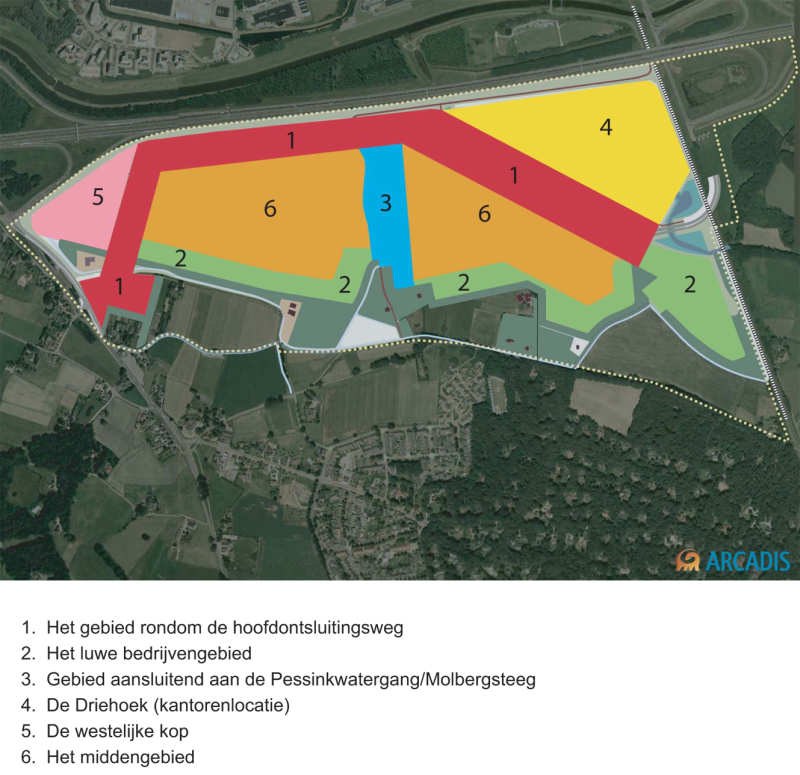 4
1
5
1
3
6
6
2
2
2
2
1
ARCADIS
1. Het gebied rondom de hoofdontsluitingsweg
2. Het luwe bedrijvengebied
3. Gebied aansluitend aan de Pessinkwatergang/Molbergsteeg
4. De Driehoek (kantorenlocatie)
5. De westelijke kop
6. Het middengebied